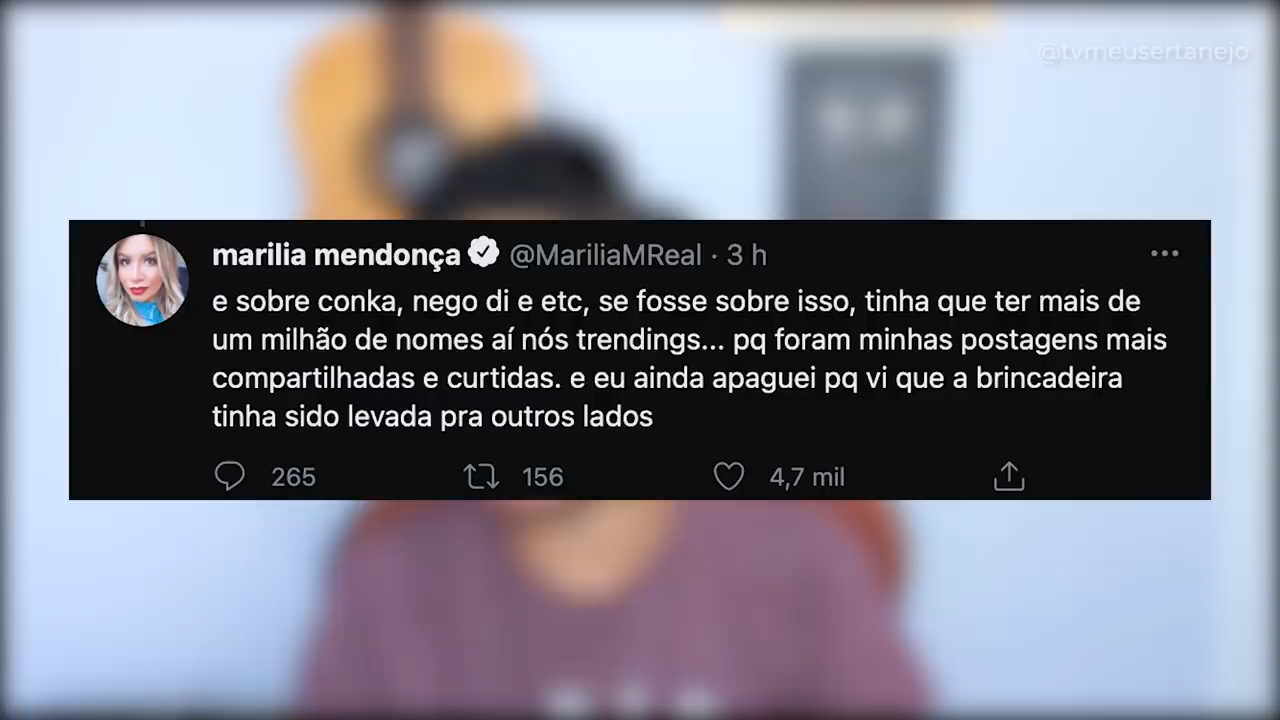 @tvmeusertanejo
marilia mendonça @MariliaMReal · 3 h
e sobre conka, nego di e etc, se fosse sobre isso, tinha que ter mais de
um milhão de nomes aí nós trendings... pq foram minhas postagens mais
compartilhadas e curtidas. e eu ainda apaguei pq vi que a brincadeira
tinha sido levada pra outros lados
265 156 4,7 mil